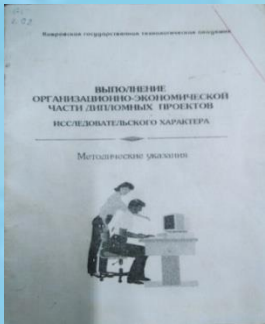 Ковровская государственная технологическая академия
ВЫПОЛНЕНИЕ
ОРГАНИЗАЦИОННО-ЭКОНОМИЧЕСКОЙ
ЧАСТИ ДИПЛОМНЫХ ПРОЕКТОВ
ИССЛЕДОВАТЕЛЬСКОГО ХАРАКТЕРА
Методические указания